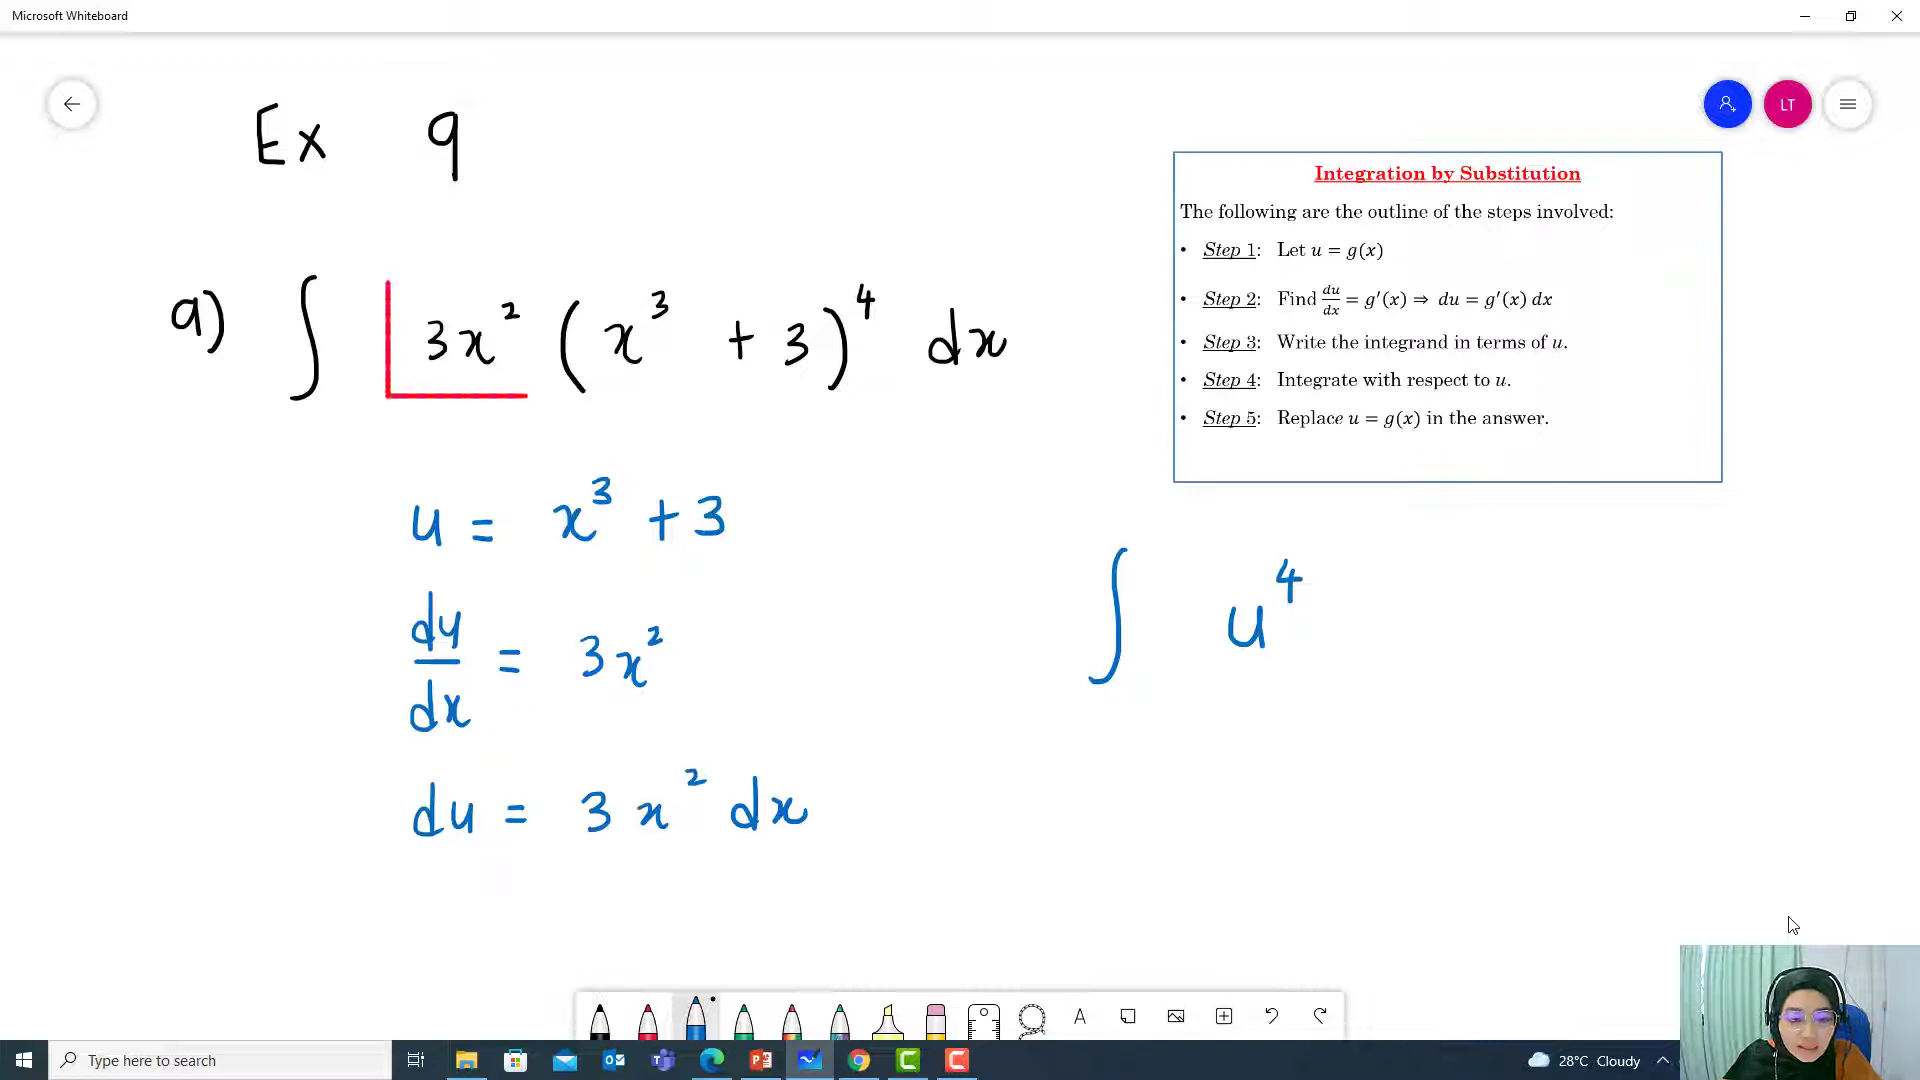 Microsoft Whiteboard
Ex 9
LT
Integration by Substitution
The following are the outline of the steps involved:
• Step 1: Let u = g(x)
• Step 2: Find du/dx = g′(x) ⇒ du = g′(x) dx
• Step 3: Write the integrand in terms of u.
• Step 4: Integrate with respect to u.
• Step 5: Replace u = g(x) in the answer.
a) ∫ 3x² (x³ + 3)⁴ dx
u = x³ + 3
du/dx = 3x²
du = 3x² dx
∫ u⁴
A
Type here to search
28°C Cloudy